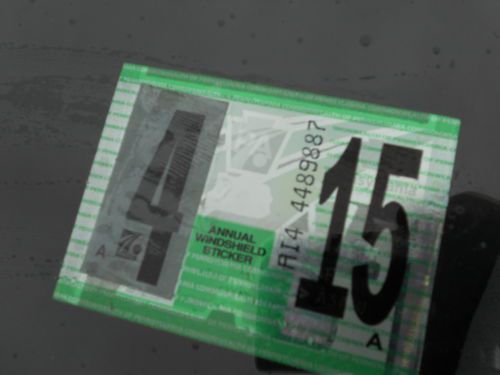 4
A
ANNUAL
WINDSHIELD
STICKER
AI4 4489887
15
A